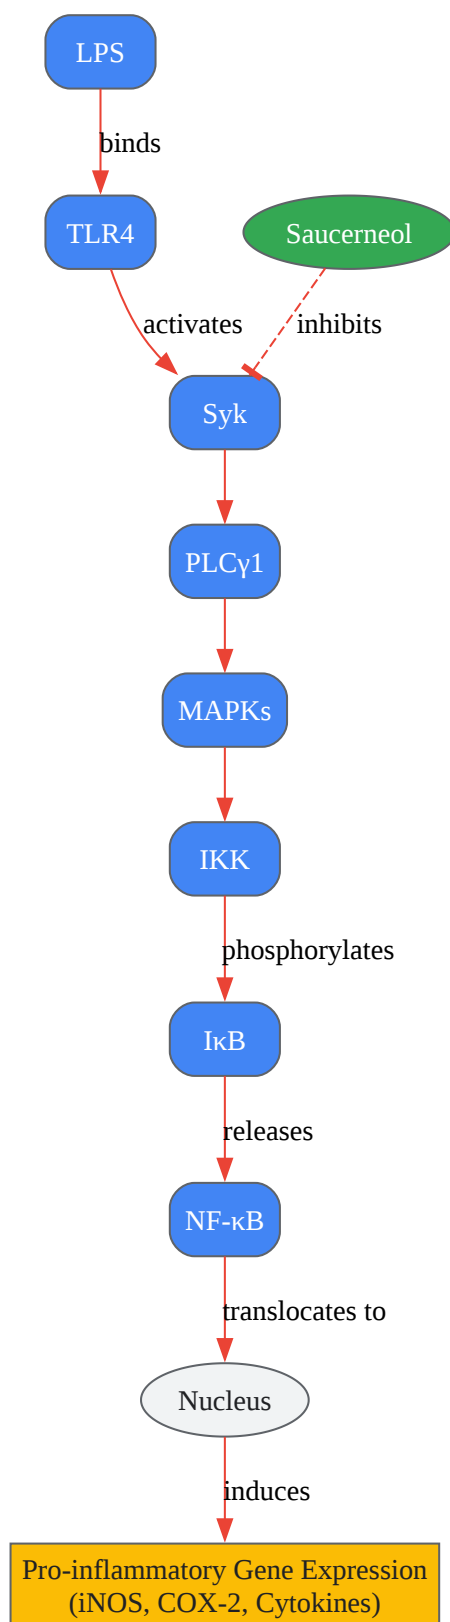 LPS
binds
TLR4
Saucerneol
activates
inhibits
Syk
PLCγ1
MAPKs
IKK
phosphorylates
IκB
releases
NF-κB
translocates to
Nucleus
induces
Pro-inflammatory Gene Expression
(iNOS, COX-2, Cytokines)